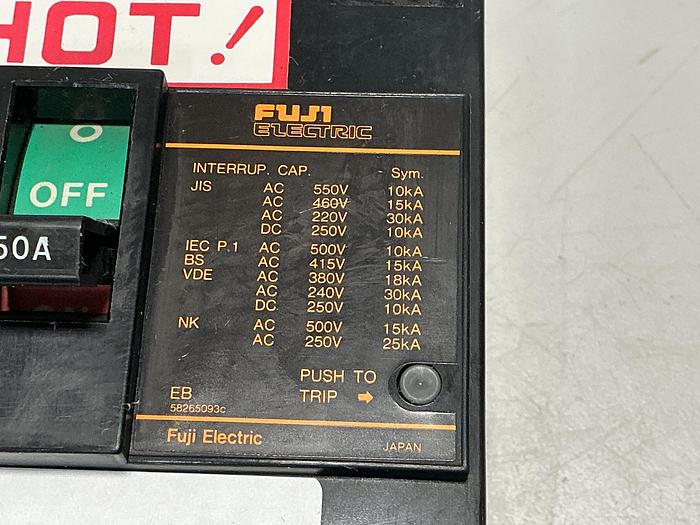 HOT!
OFF
50A
FUJI
ELECTRIC
INTERRUP. CAP. Sym.
JIS AC 550V 10kA
AC 460V 15kA
AC 220V 30kA
DC 250V 10kA
IEC P.1 AC 500V 10kA
BS AC 415V 15kA
VDE AC 380V 18kA
AC 240V 30kA
DC 250V 10kA
NK AC 500V 15kA
AC 250V 25kA
PUSH TO
TRIP ➡
EB
58265093c
Fuji Electric JAPAN